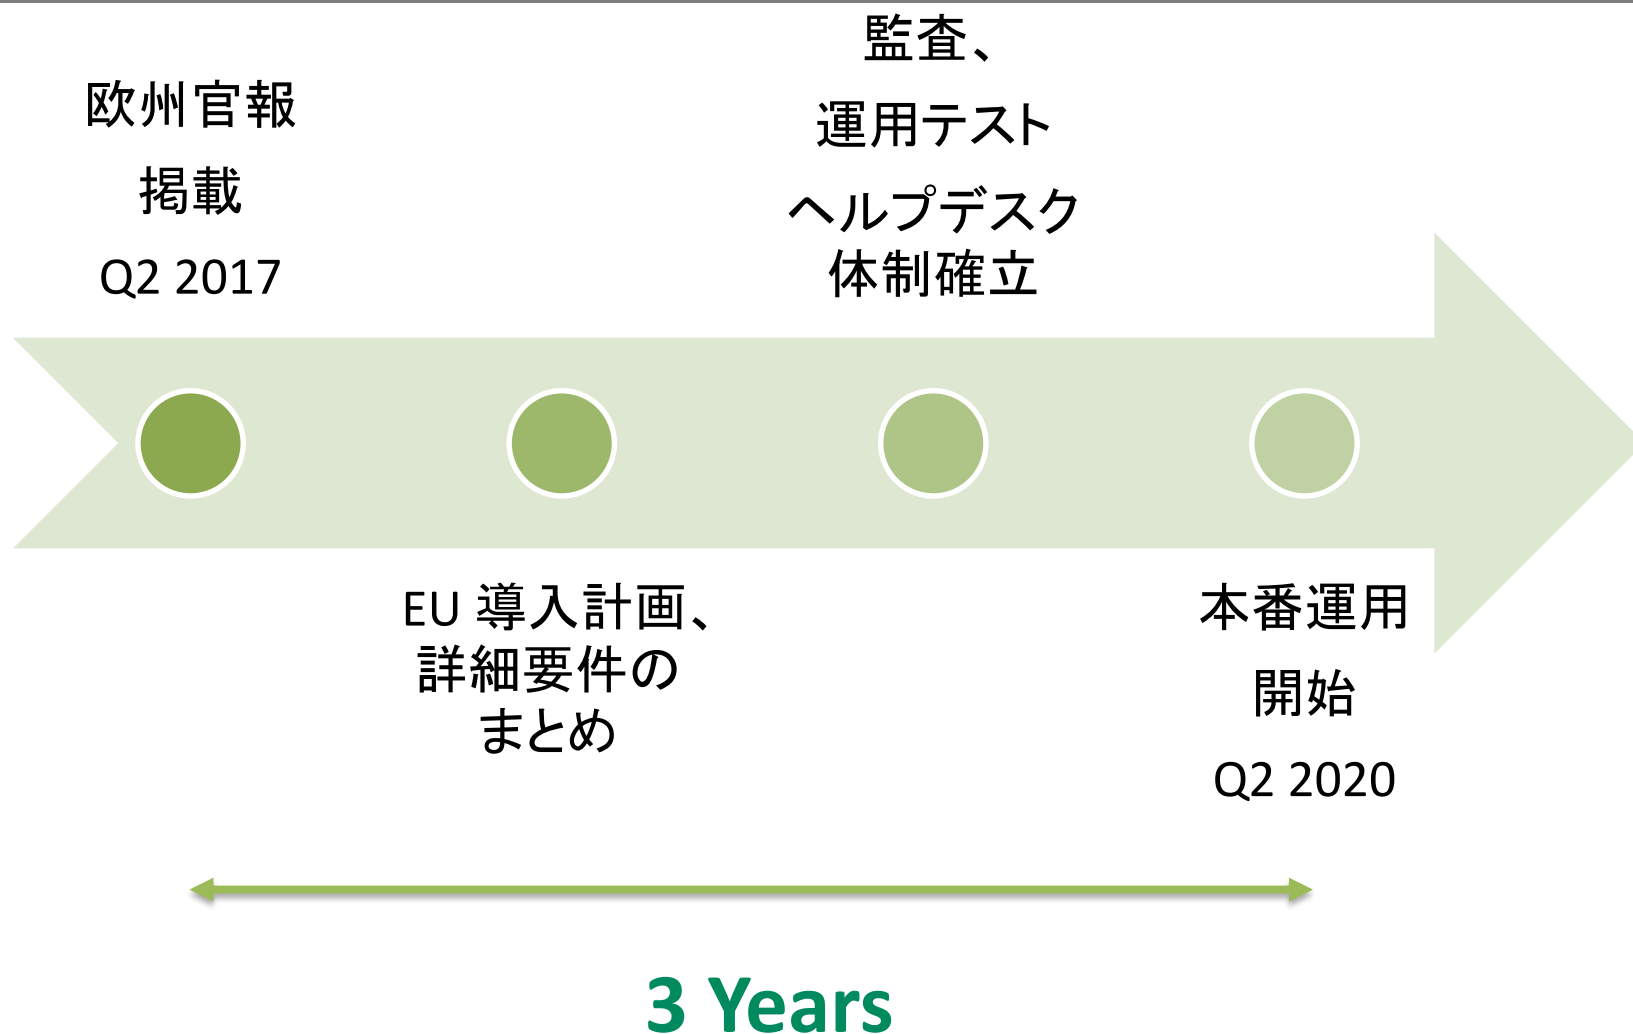 欧州官報
掲載
Q2 2017
EU 導入計画、
詳細要件の
まとめ
監査、
運用テスト
ヘルプデスク
体制確立
本番運用
開始
Q2 2020
3 Years